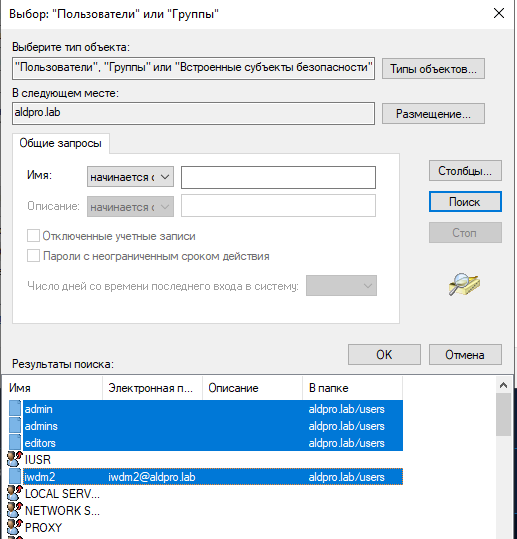 Выбор: "Пользователи" или "Группы"
Выберите тип объекта:
"Пользователи", "Группы" или "Встроенные субъекты безопасности"
Типы объектов...
В следующем месте:
aldpro.lab
Размещение...
Общие запросы
Имя: начинается с
Описание: начинается с
Столбцы...
Поиск
Стоп
Отключенные учетные записи
Пароли с неограниченным сроком действия
Число дней со времени последнего входа в систему:
OK Отмена
Результаты поиска:
Имя Электронная п... Описание В папке
admin aldpro.lab/users
admins aldpro.lab/users
editors aldpro.lab/users
IUSR
iwdm2 iwdm2@aldpro.lab aldpro.lab/users
LOCAL SERV...
NETWORK S...
PROXY